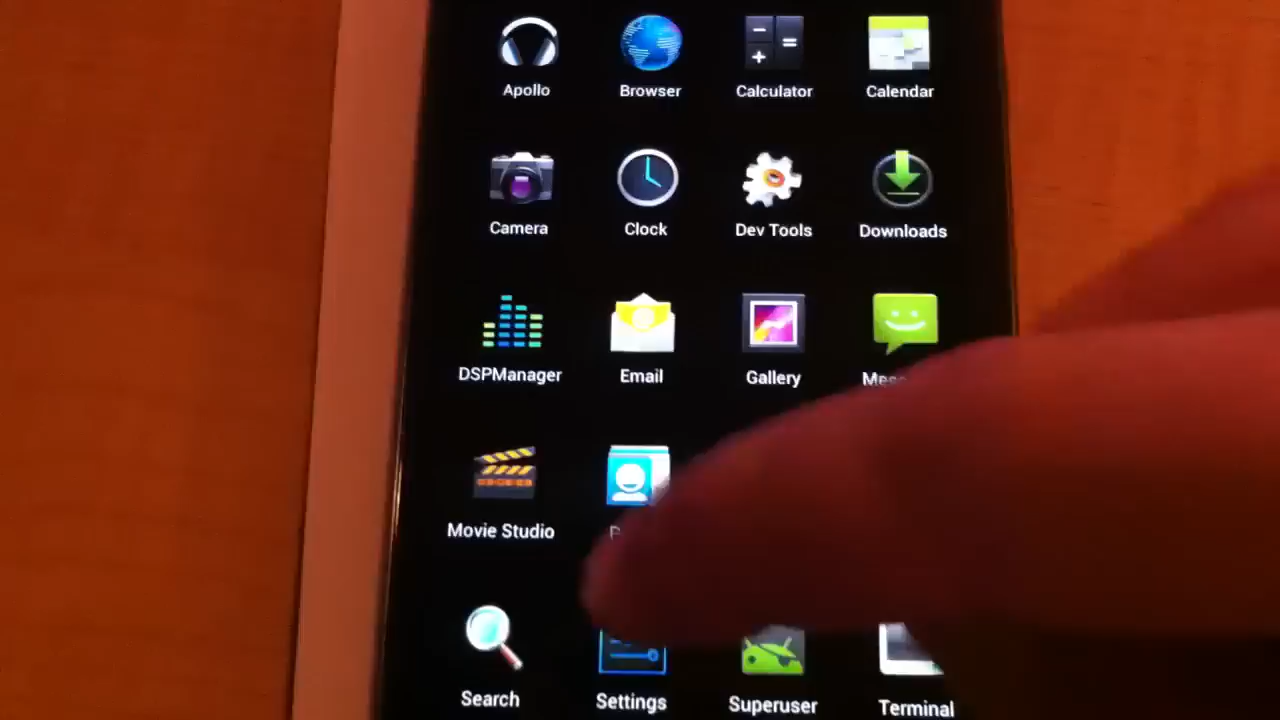 Apollo Browser Calculator Calendar
Camera Clock Dev Tools Downloads
DSPManager Email Gallery
Movie Studio
Search Settings Superuser Terminal